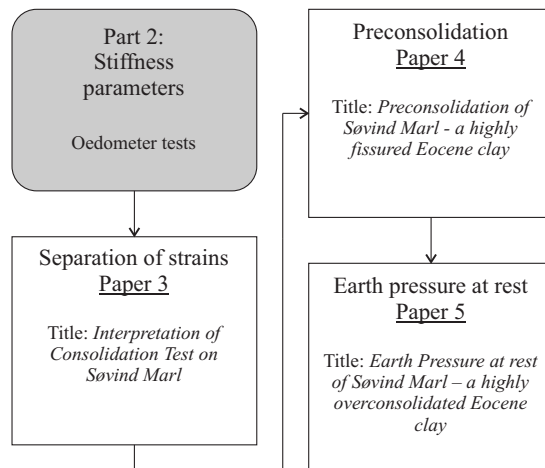 Part 2:
Stiffness
parameters
Oedometer tests
Separation of strains
Paper 3
Title: Interpretation of
Consolidation Test on
Søvind Marl
Preconsolidation
Paper 4
Title: Preconsolidation of
Søvind Marl - a highly
fissured Eocene clay
Earth pressure at rest
Paper 5
Title: Earth Pressure at rest
of Søvind Marl – a highly
overconsolidated Eocene
clay